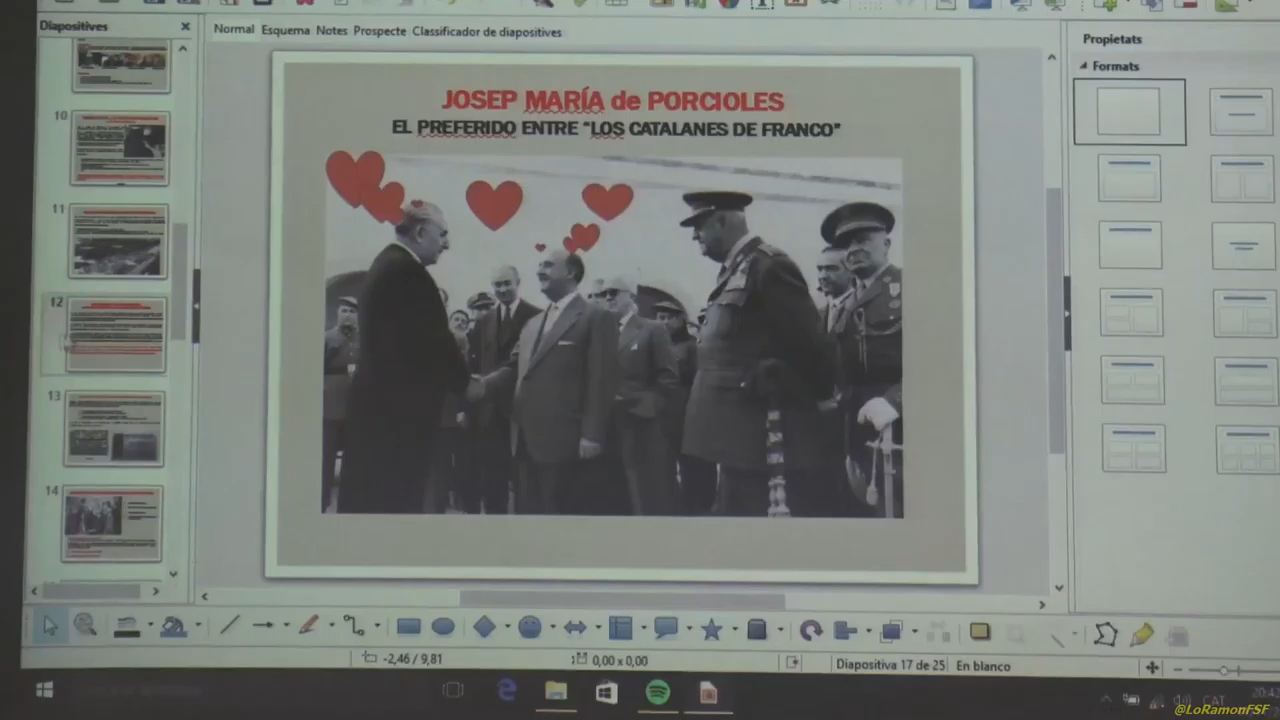 Diapositives
Normal Esquema Notes Prospecte Classificador de diapositives
Propietats
Formats
10
11
12
13
14
JOSEP MARÍA de PORCIOLES
EL PREFERIDO ENTRE "LOS CATALANES DE FRANCO"
-2,46 / 9,81
0,00 x 0,00
Diapositiva 17 de 25
En blanco
CAT
@LoRamonFSF